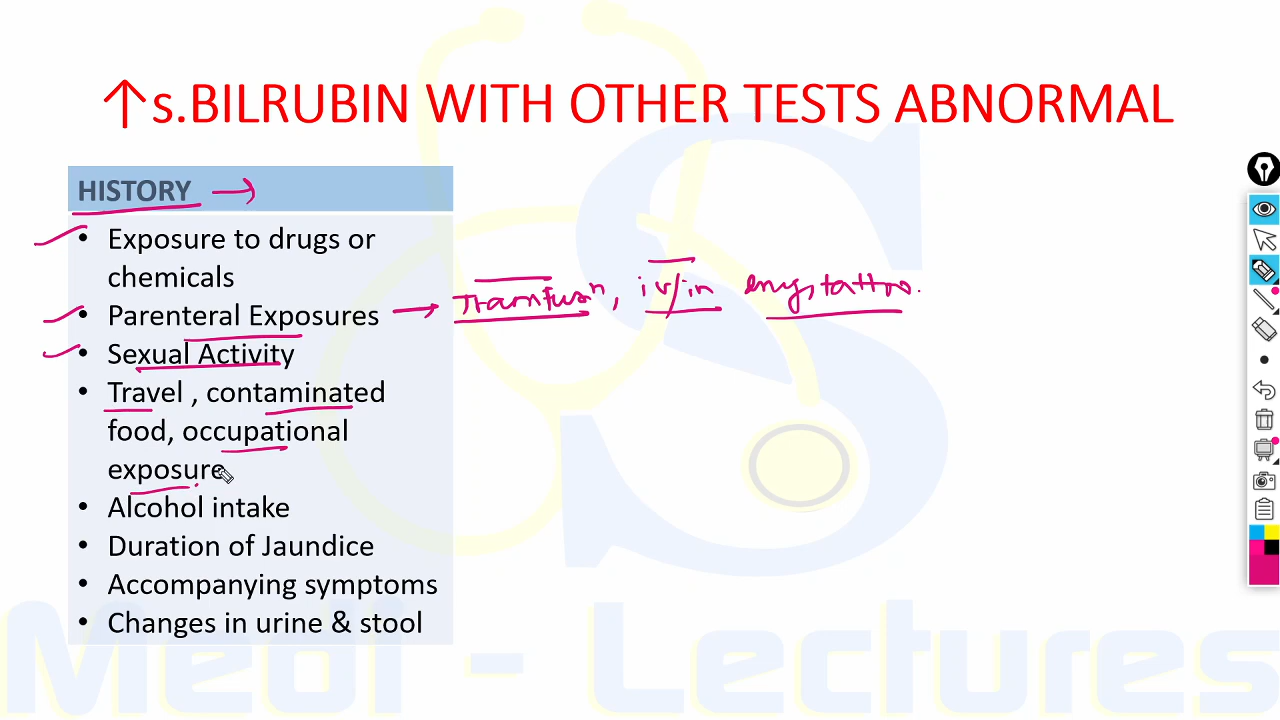 ↑s.BILRUBIN WITH OTHER TESTS ABNORMAL
HISTORY →
• Exposure to drugs or
chemicals
• Parenteral Exposures → Transfusⁿ, iv/in drugs, tattoo.
• Sexual Activity
• Travel , contaminated
food, occupational
exposure
• Alcohol intake
• Duration of Jaundice
• Accompanying symptoms
• Changes in urine & stool
Medi - Lectures